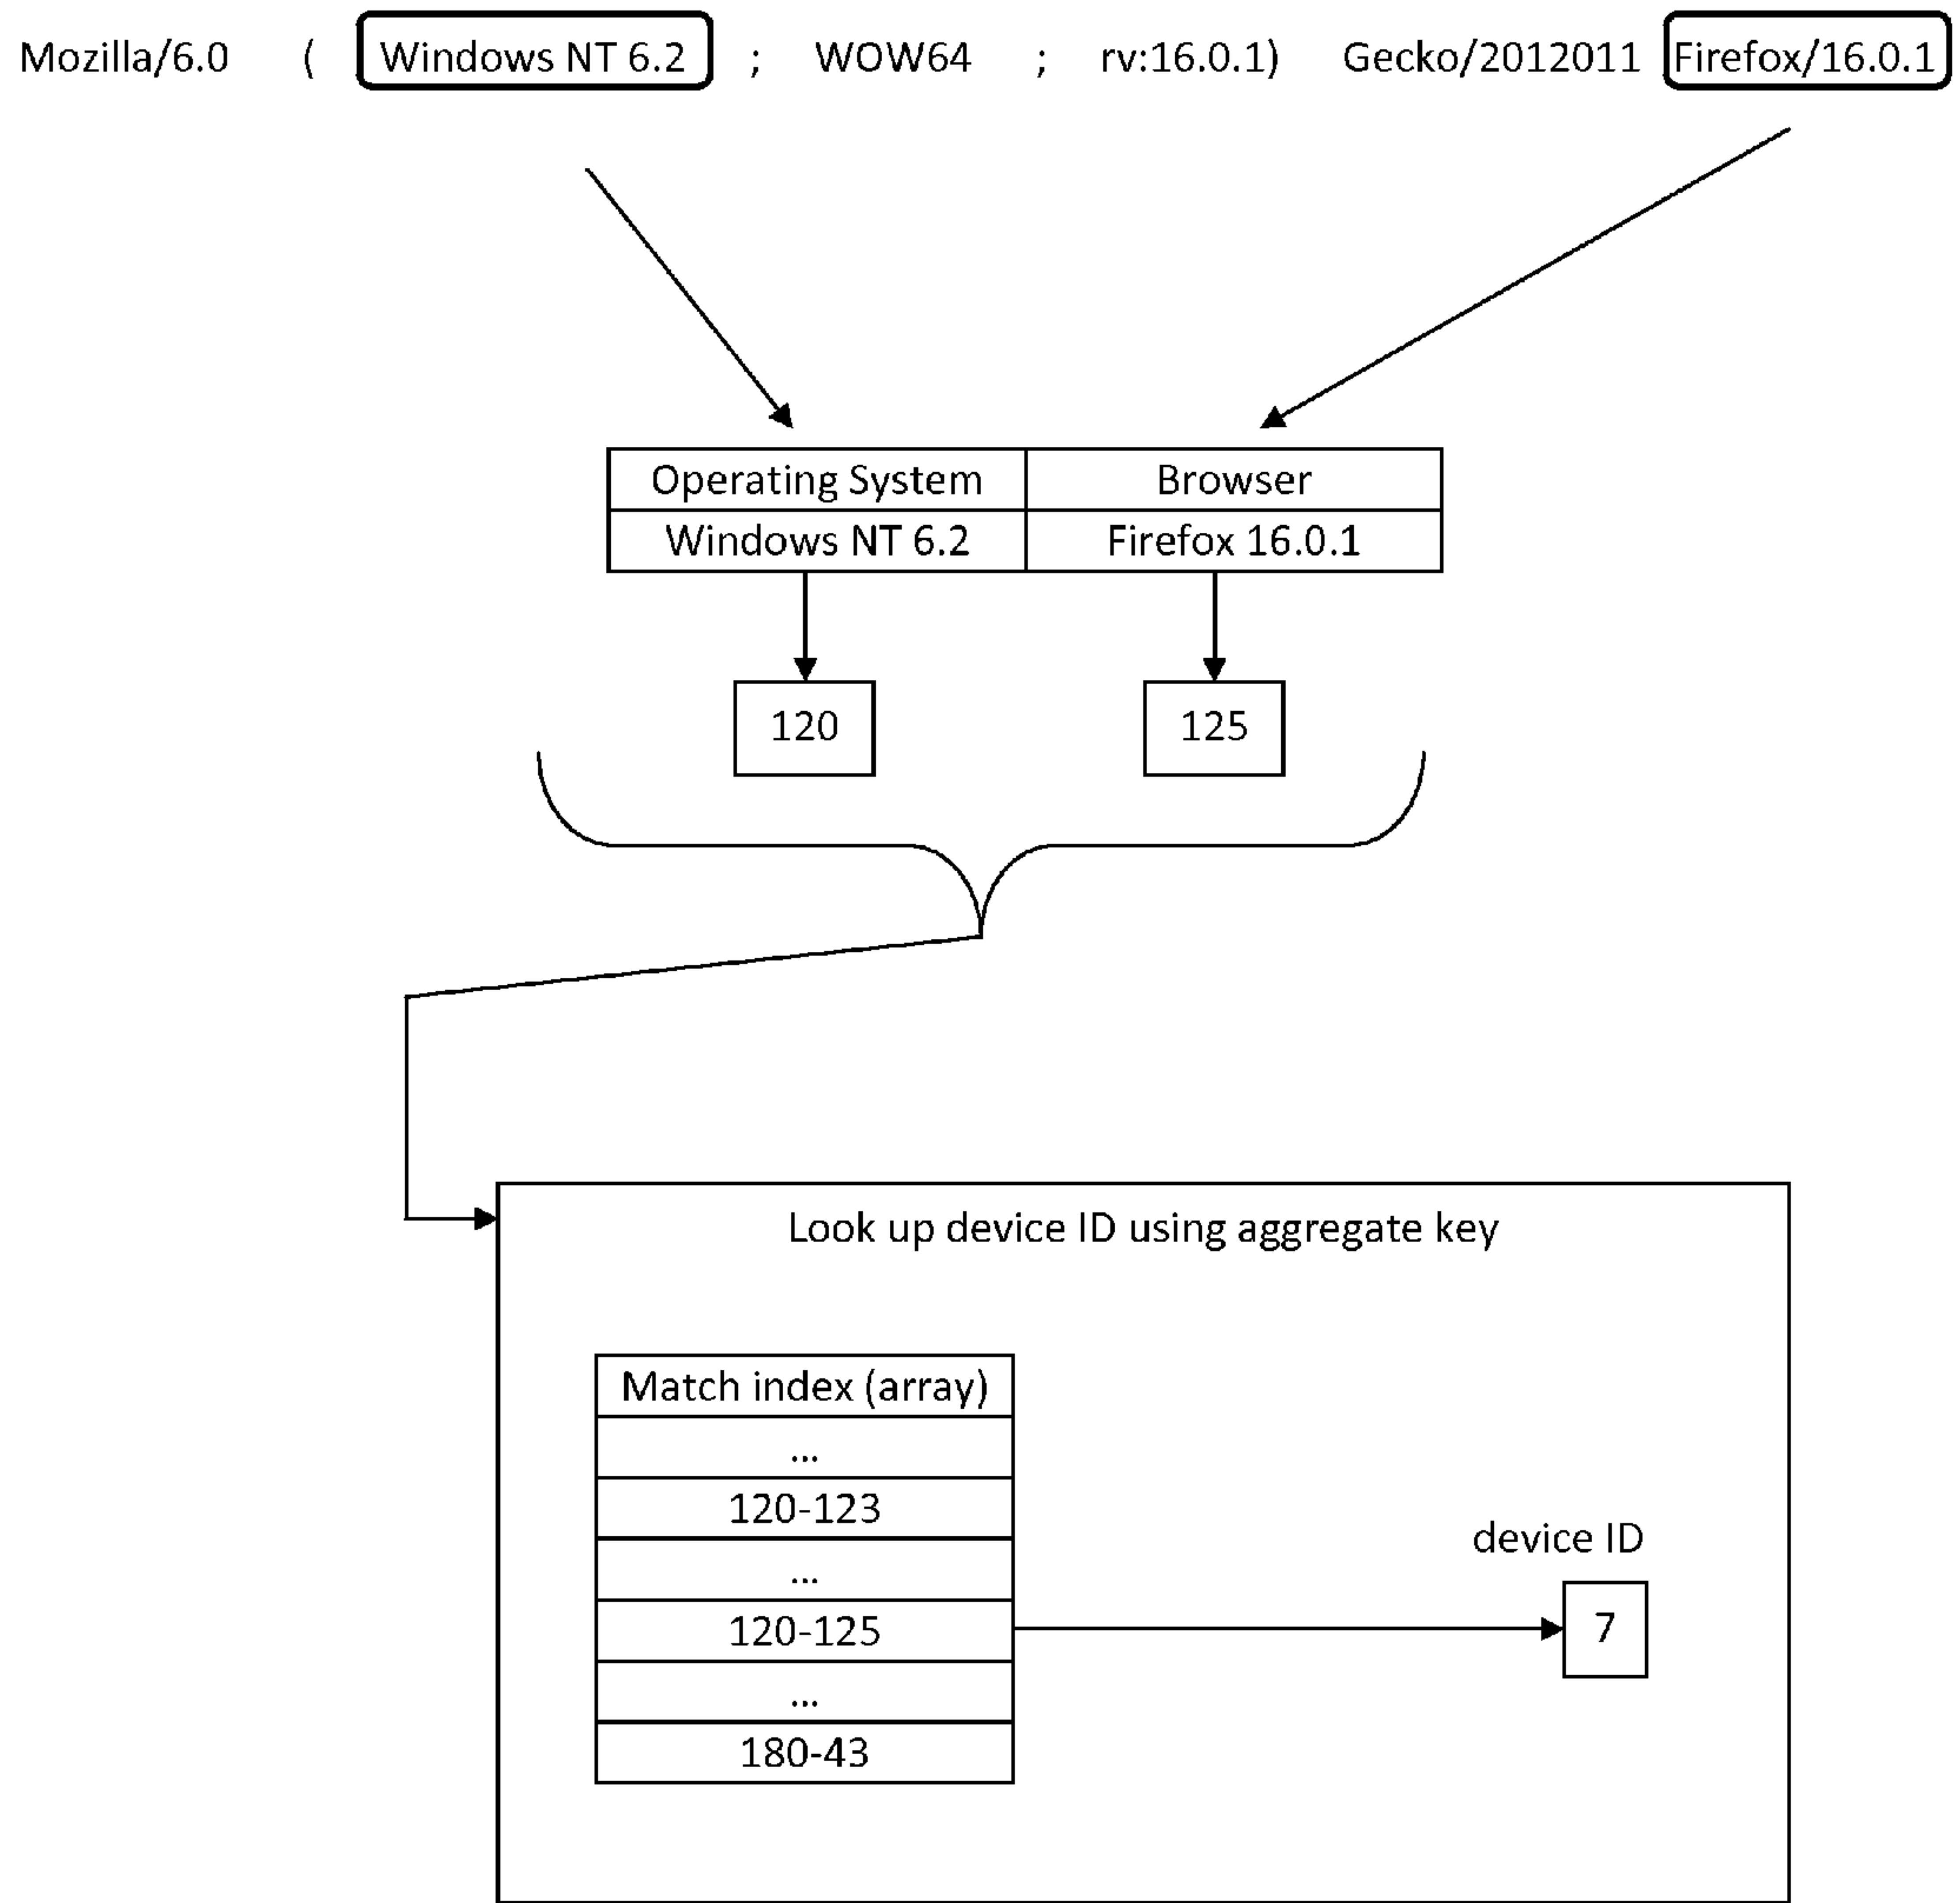 Mozilla/6.0 ( Windows NT 6.2 ; WOW64 ; rv:16.0.1) Gecko/2012011 Firefox/16.0.1
Operating System Browser
Windows NT 6.2 Firefox 16.0.1
120 125
Look up device ID using aggregate key
Match index (array)
...
120-123
...
device ID
120-125 7
...
180-43